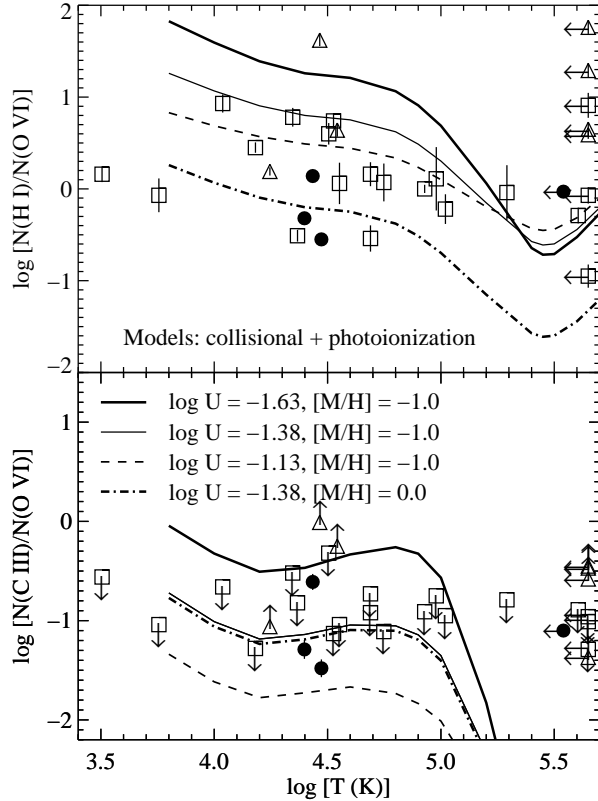 2
1
0
−1
−2
log [N(H I)/N(O VI)]
Models: collisional + photoionization
log U = −1.63, [M/H] = −1.0
log U = −1.38, [M/H] = −1.0
log U = −1.13, [M/H] = −1.0
log U = −1.38, [M/H] = 0.0
1
0
−1
−2
log [N(C III)/N(O VI)]
3.5 4.0 4.5 5.0 5.5
log [T (K)]